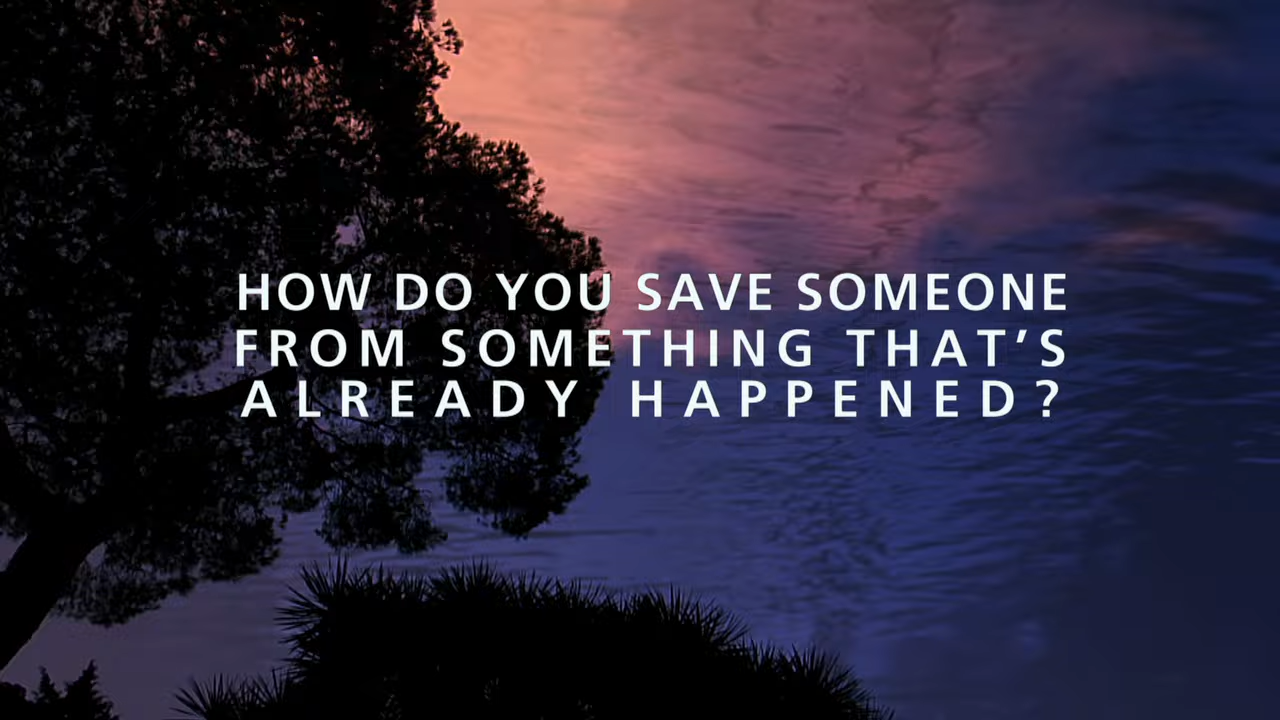 HOW DO YOU SAVE SOMEONE
FROM SOMETHING THAT’S
ALREADY HAPPENED?